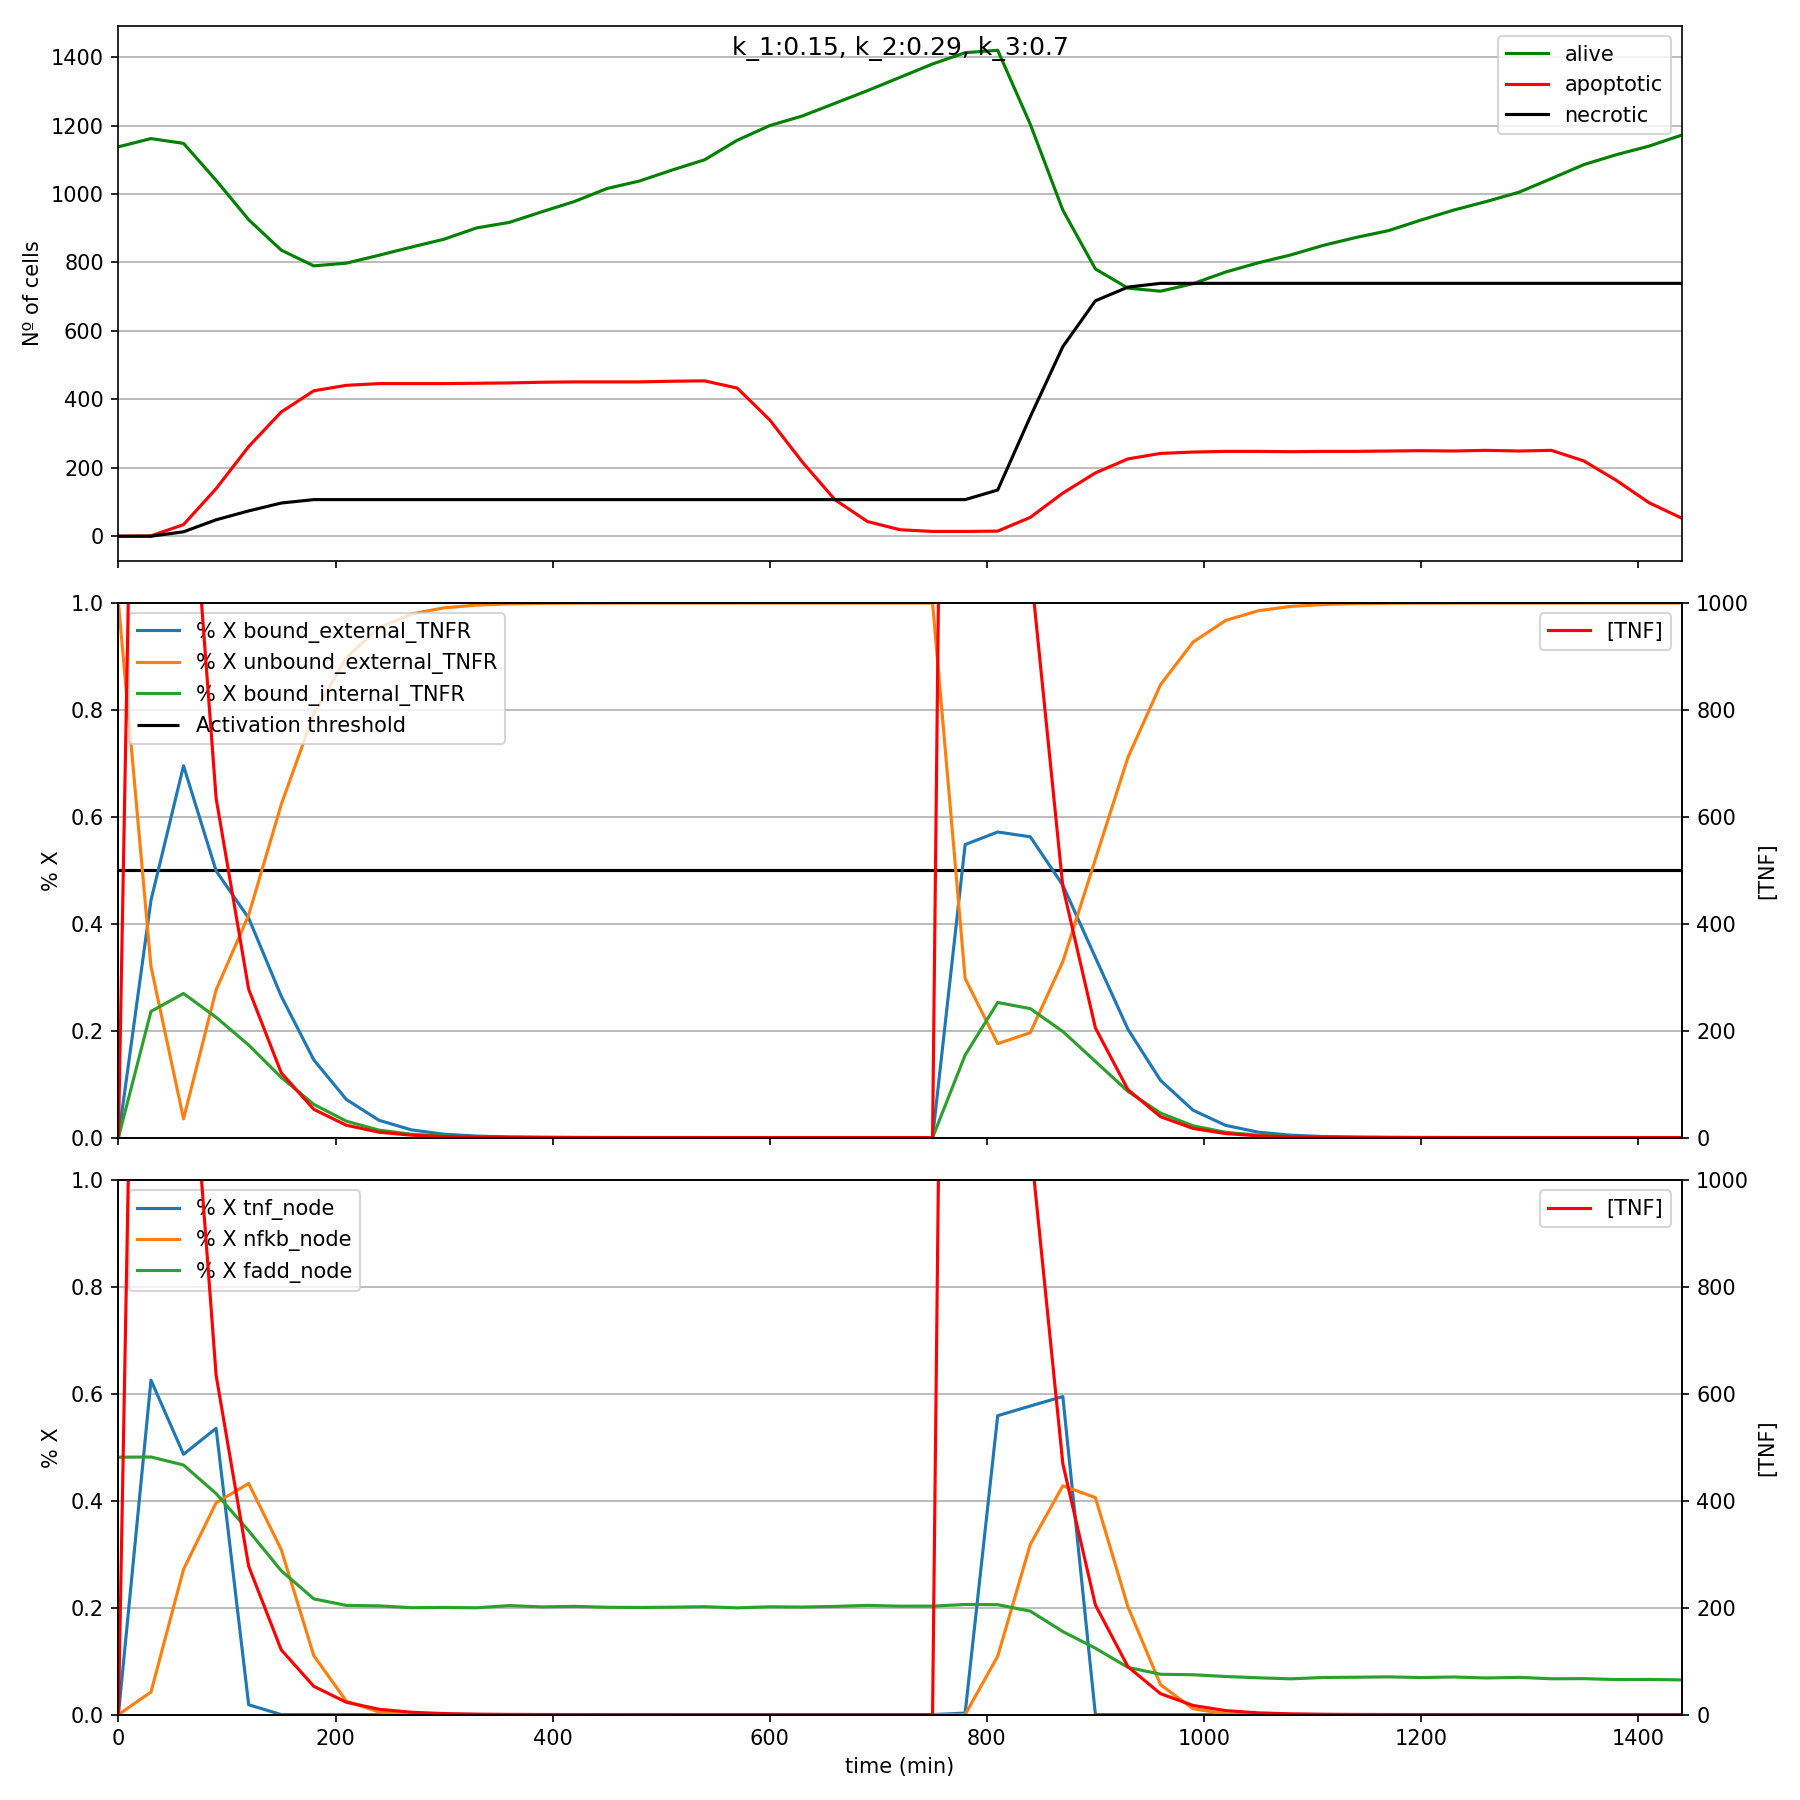 k_1:0.15, k_2:0.29, k_3:0.7
alive
apoptotic
necrotic
1400
1200
1000
800
600
400
200
0
Nº of cells
% X bound_external_TNFR
% X unbound_external_TNFR
% X bound_internal_TNFR
Activation threshold
[TNF]
1.0
0.8
0.6
0.4
0.2
0.0
% X
1000
800
600
400
200
0
[TNF]
% X tnf_node
% X nfkb_node
% X fadd_node
[TNF]
1.0
0.8
0.6
0.4
0.2
0.0
% X
1000
800
600
400
200
0
[TNF]
0 200 400 600 800 1000 1200 1400
time (min)